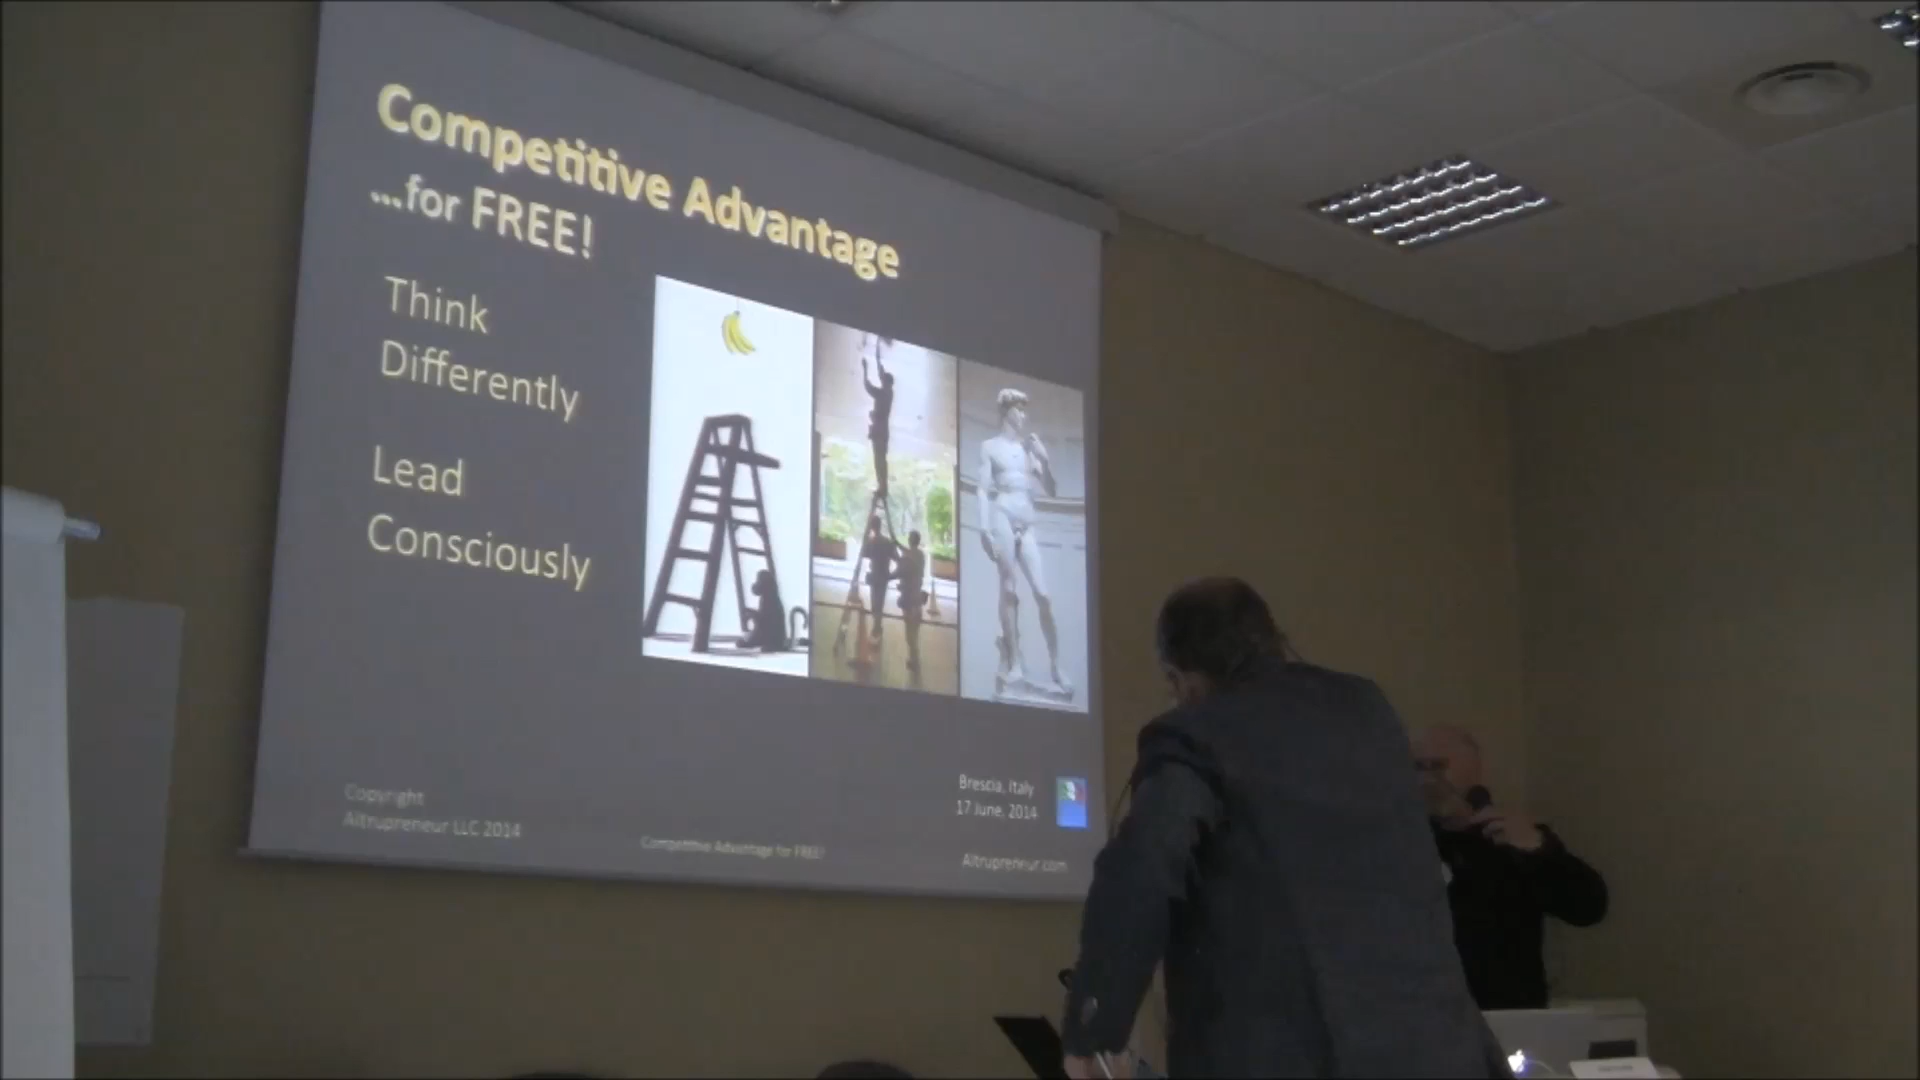 Competitive Advantage
...for FREE!
Think
Differently
Lead
Consciously
Brescia, Italy
17 June, 2014
Copyright
Altrupreneur LLC 2014
Competitive Advantage for FREE!
Altrupreneur.com